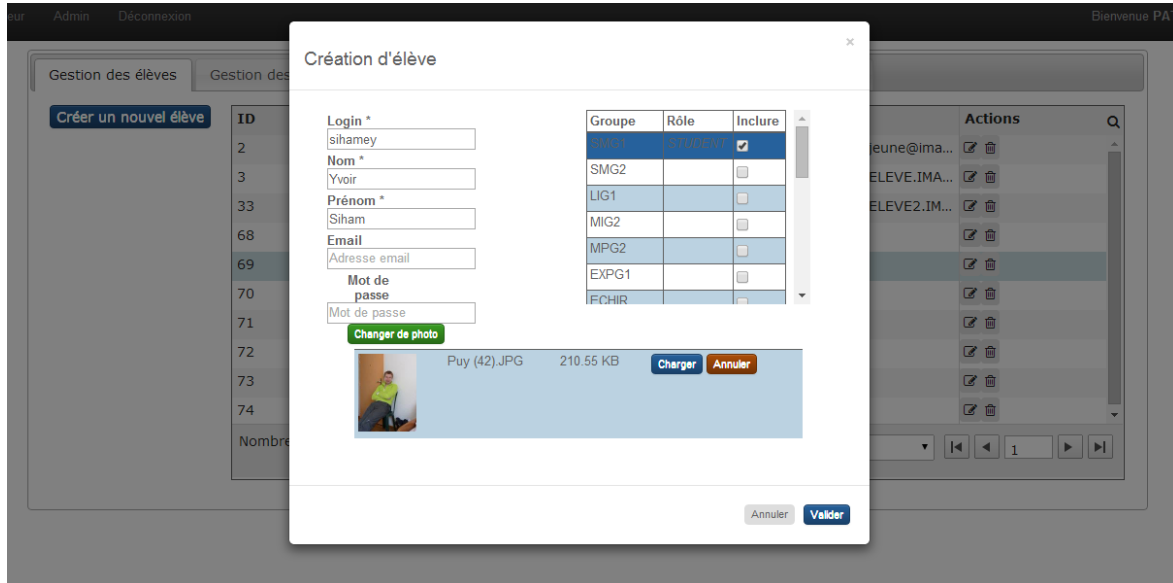 eur Admin Déconnexion Bienvenue PA
Gestion des élèves Gestion des
Créer un nouvel élève
ID Actions
2 jeune@ima...
3 ELEVE.IMA...
33 ELEVE2.IM...
68
69
70
71
72
73
74
Nombre 1
×
Création d'élève
Login *
sihamey
Nom *
Yvoir
Prénom *
Siham
Email
Adresse email
Mot de
passe
Mot de passe
Groupe Rôle Inclure
SMG1 STUDENT
SMG2
LIG1
MIG2
MPG2
EXPG1
ECHIR
Changer de photo
Puy (42).JPG 210.55 KB Charger Annuler
Annuler Valider